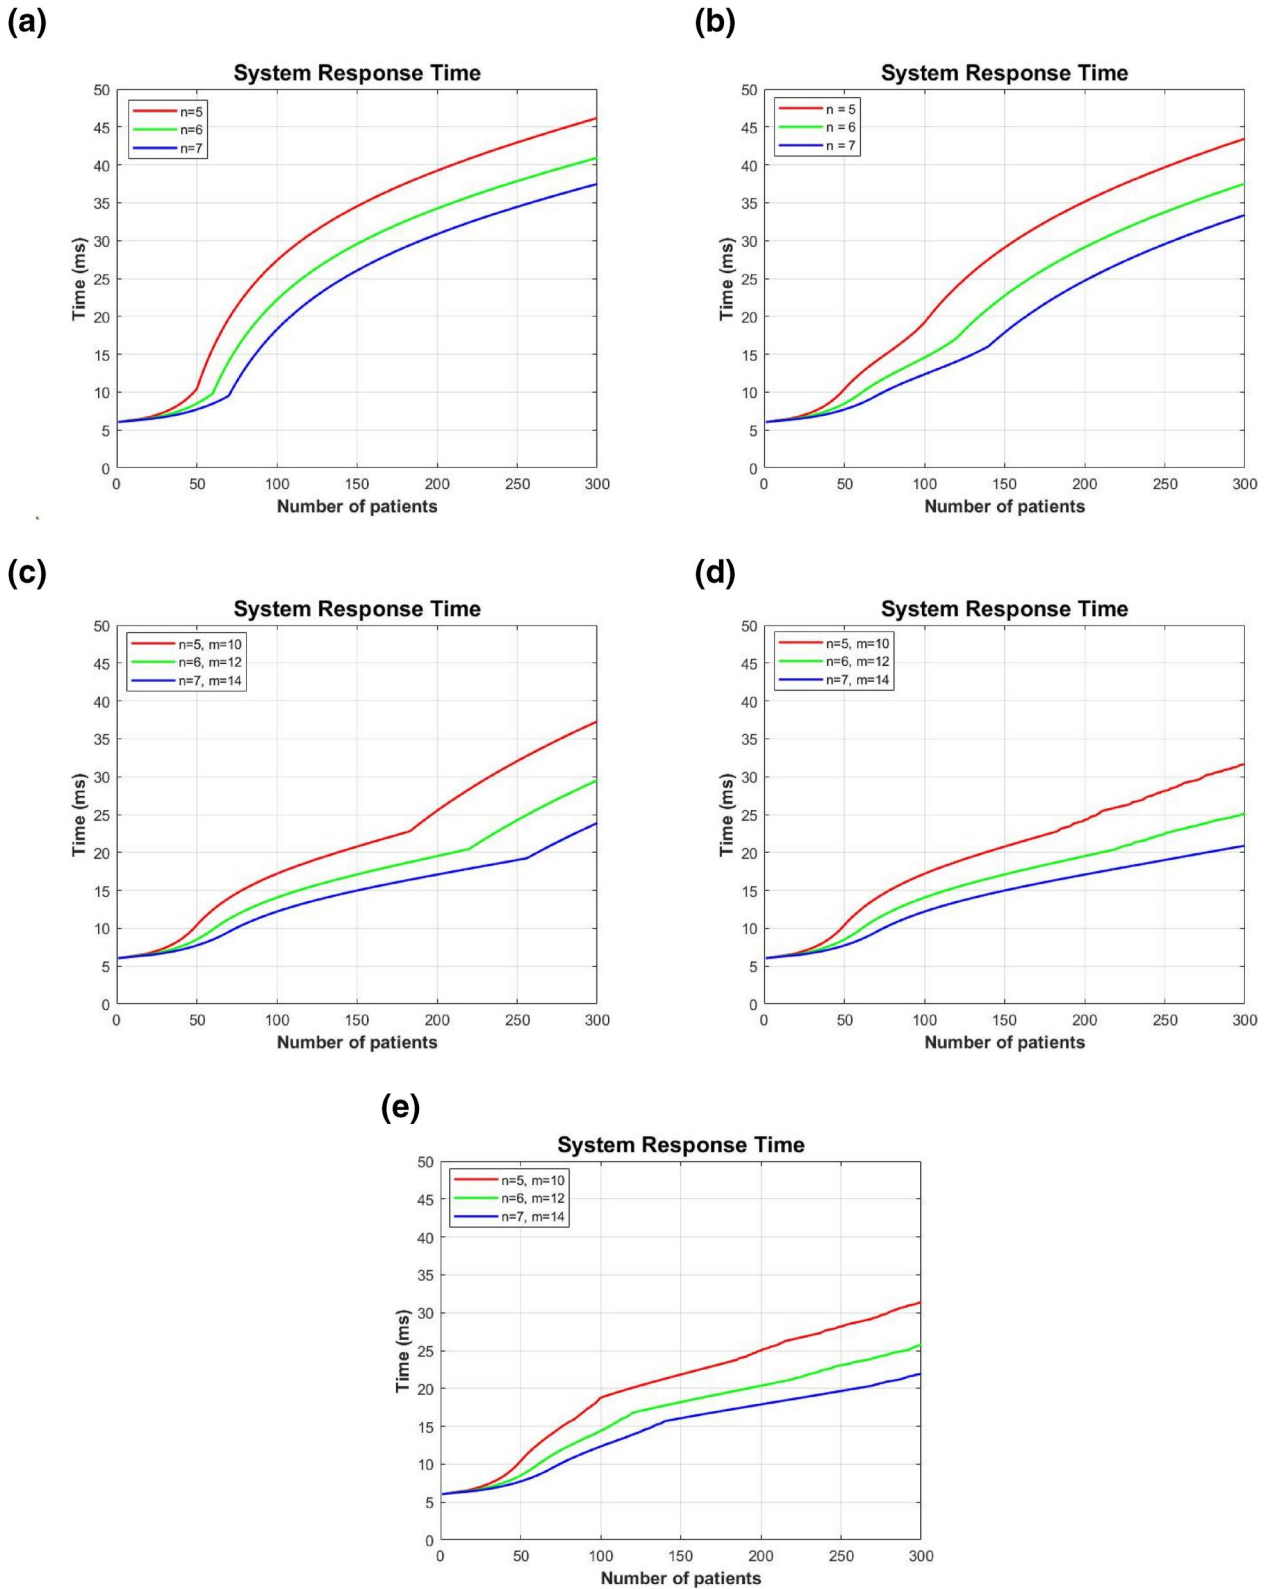 (a)
System Response Time
50
45
40
35
30
25
20
15
10
5
0
n=5
n=6
n=7
Time (ms)
0 50 100 150 200 250 300
Number of patients
(b)
System Response Time
50
45
40
35
30
25
20
15
10
5
0
n = 5
n = 6
n = 7
Time (ms)
0 50 100 150 200 250 300
Number of patients
(c)
System Response Time
50
45
40
35
30
25
20
15
10
5
0
n=5, m=10
n=6, m=12
n=7, m=14
Time (ms)
0 50 100 150 200 250 300
Number of patients
(d)
System Response Time
50
45
40
35
30
25
20
15
10
5
0
n=5, m=10
n=6, m=12
n=7, m=14
Time (ms)
0 50 100 150 200 250 300
Number of patients
(e)
System Response Time
50
45
40
35
30
25
20
15
10
5
0
n=5, m=10
n=6, m=12
n=7, m=14
Time (ms)
0 50 100 150 200 250 300
Number of patients